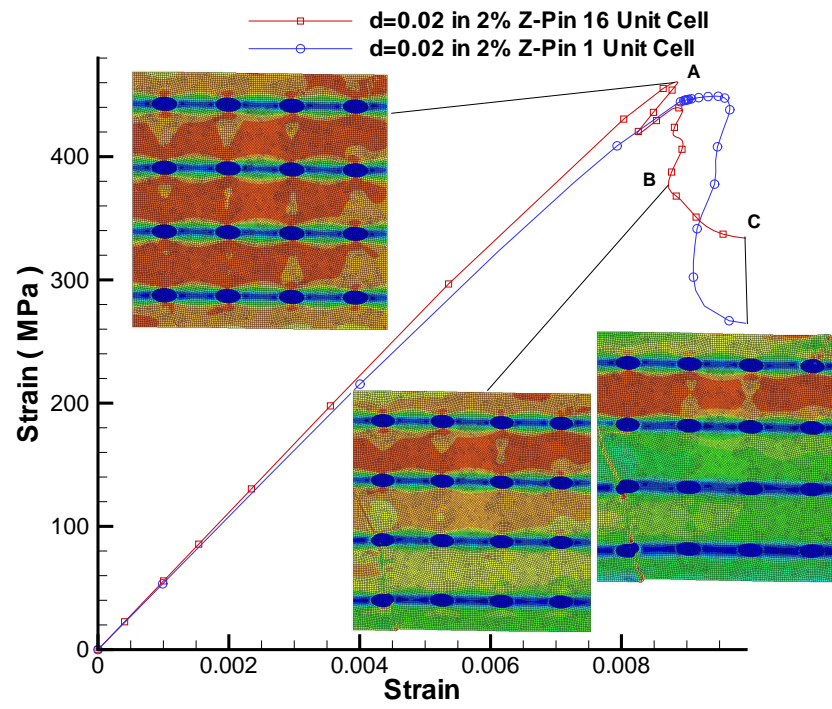 d=0.02 in 2% Z-Pin 16 Unit Cell
d=0.02 in 2% Z-Pin 1 Unit Cell
A
400
B
C
300
Strain ( MPa )
200
100
0
0
0.002
0.004
0.006
0.008
Strain